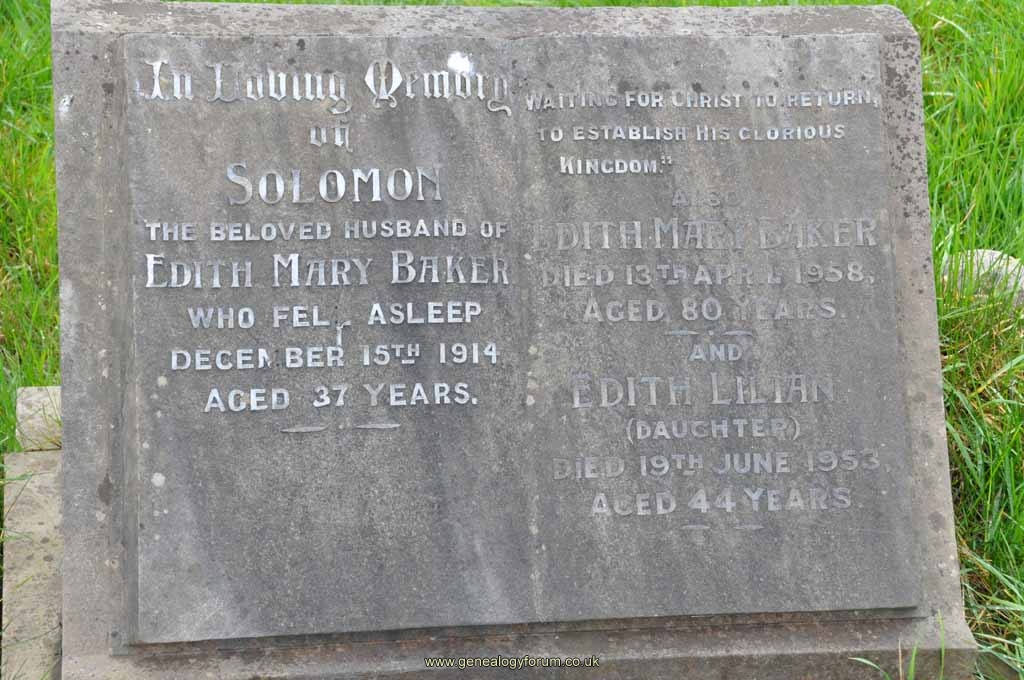 In Loving Memory
of
SOLOMON
THE BELOVED HUSBAND OF
EDITH MARY BAKER
WHO FELL ASLEEP
DECEMBER 15TH 1914
AGED 37 YEARS.
WAITING FOR CHRIST TO RETURN,
TO ESTABLISH HIS GLORIOUS
KINGDOM."
ALSO
EDITH MARY BAKER
DIED 13TH APRIL 1958,
AGED 80 YEARS.
AND
EDITH LILIAN
(DAUGHTER)
DIED 19TH JUNE 1953,
AGED 44 YEARS.
www.genealogyforum.co.uk